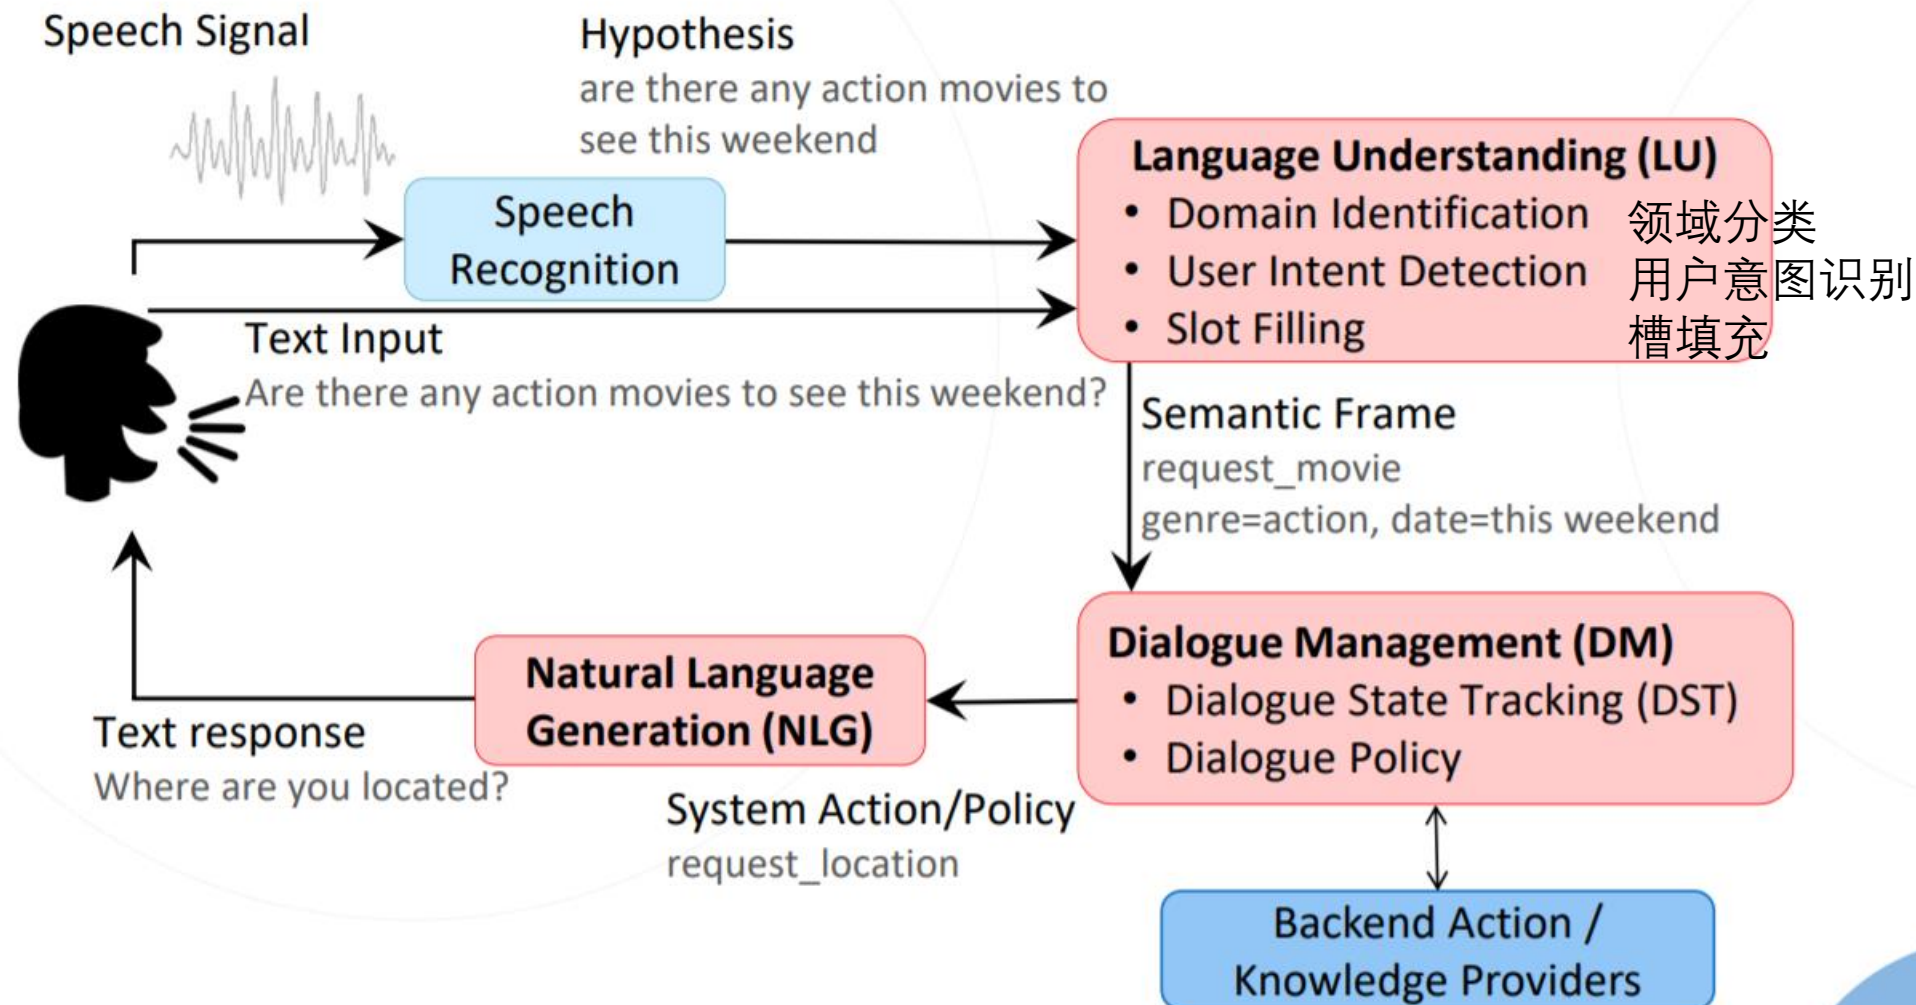 Speech Signal
Hypothesis
are there any action movies to
see this weekend
Speech
Recognition
Language Understanding (LU)
• Domain Identification 领域分类
• User Intent Detection 用户意图识别
• Slot Filling 槽填充
Text Input
Are there any action movies to see this weekend?
Semantic Frame
request_movie
genre=action, date=this weekend
Dialogue Management (DM)
• Dialogue State Tracking (DST)
• Dialogue Policy
Natural Language
Generation (NLG)
Text response
Where are you located?
System Action/Policy
request_location
Backend Action /
Knowledge Providers